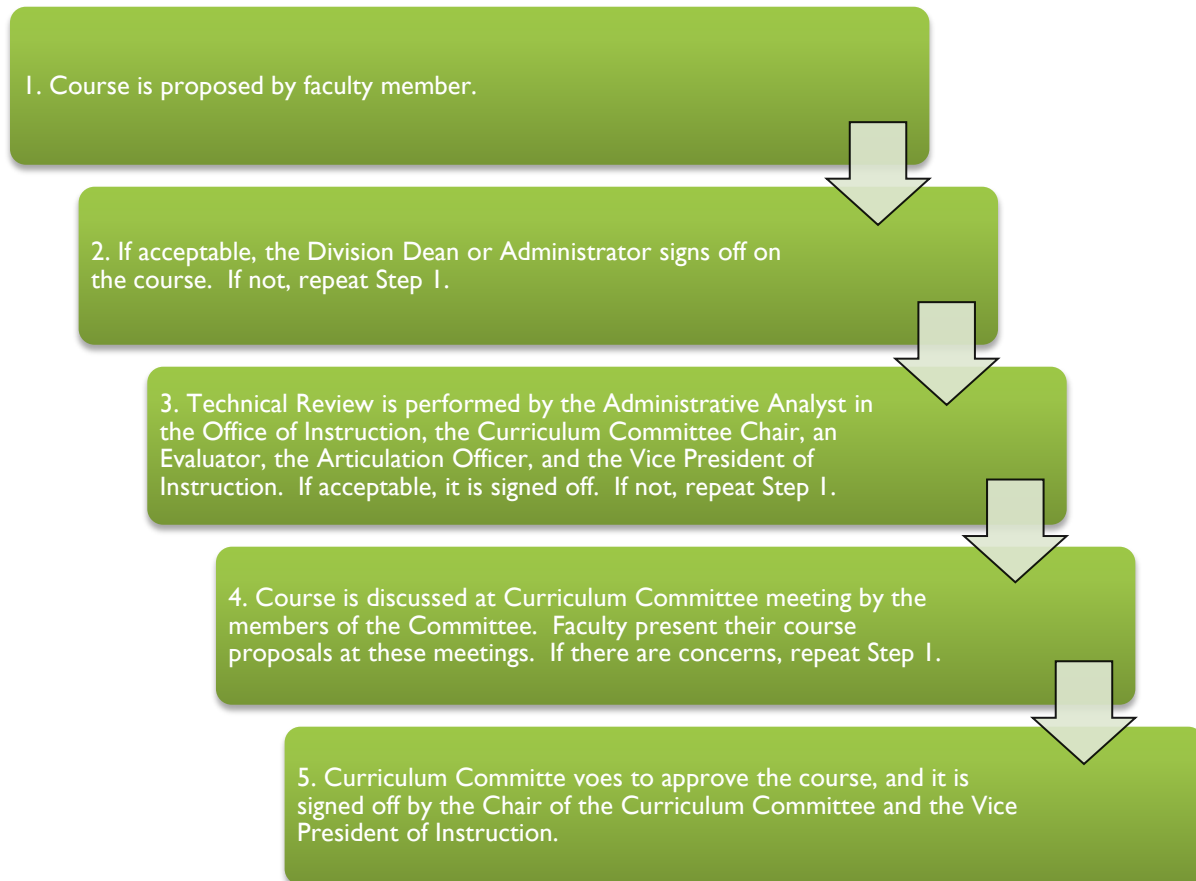 1. Course is proposed by faculty member.
2. If acceptable, the Division Dean or Administrator signs off on
the course.  If not, repeat Step 1.
3. Technical Review is performed by the Administrative Analyst in
the Office of Instruction, the Curriculum Committee Chair, an
Evaluator, the Articulation Officer, and the Vice President of
Instruction.  If acceptable, it is signed off.  If not, repeat Step 1.
4. Course is discussed at Curriculum Committee meeting by the
members of the Committee.  Faculty present their course
proposals at these meetings.  If there are concerns, repeat Step 1.
5. Curriculum Committe voes to approve the course, and it is
signed off by the Chair of the Curriculum Committee and the Vice
President of Instruction.